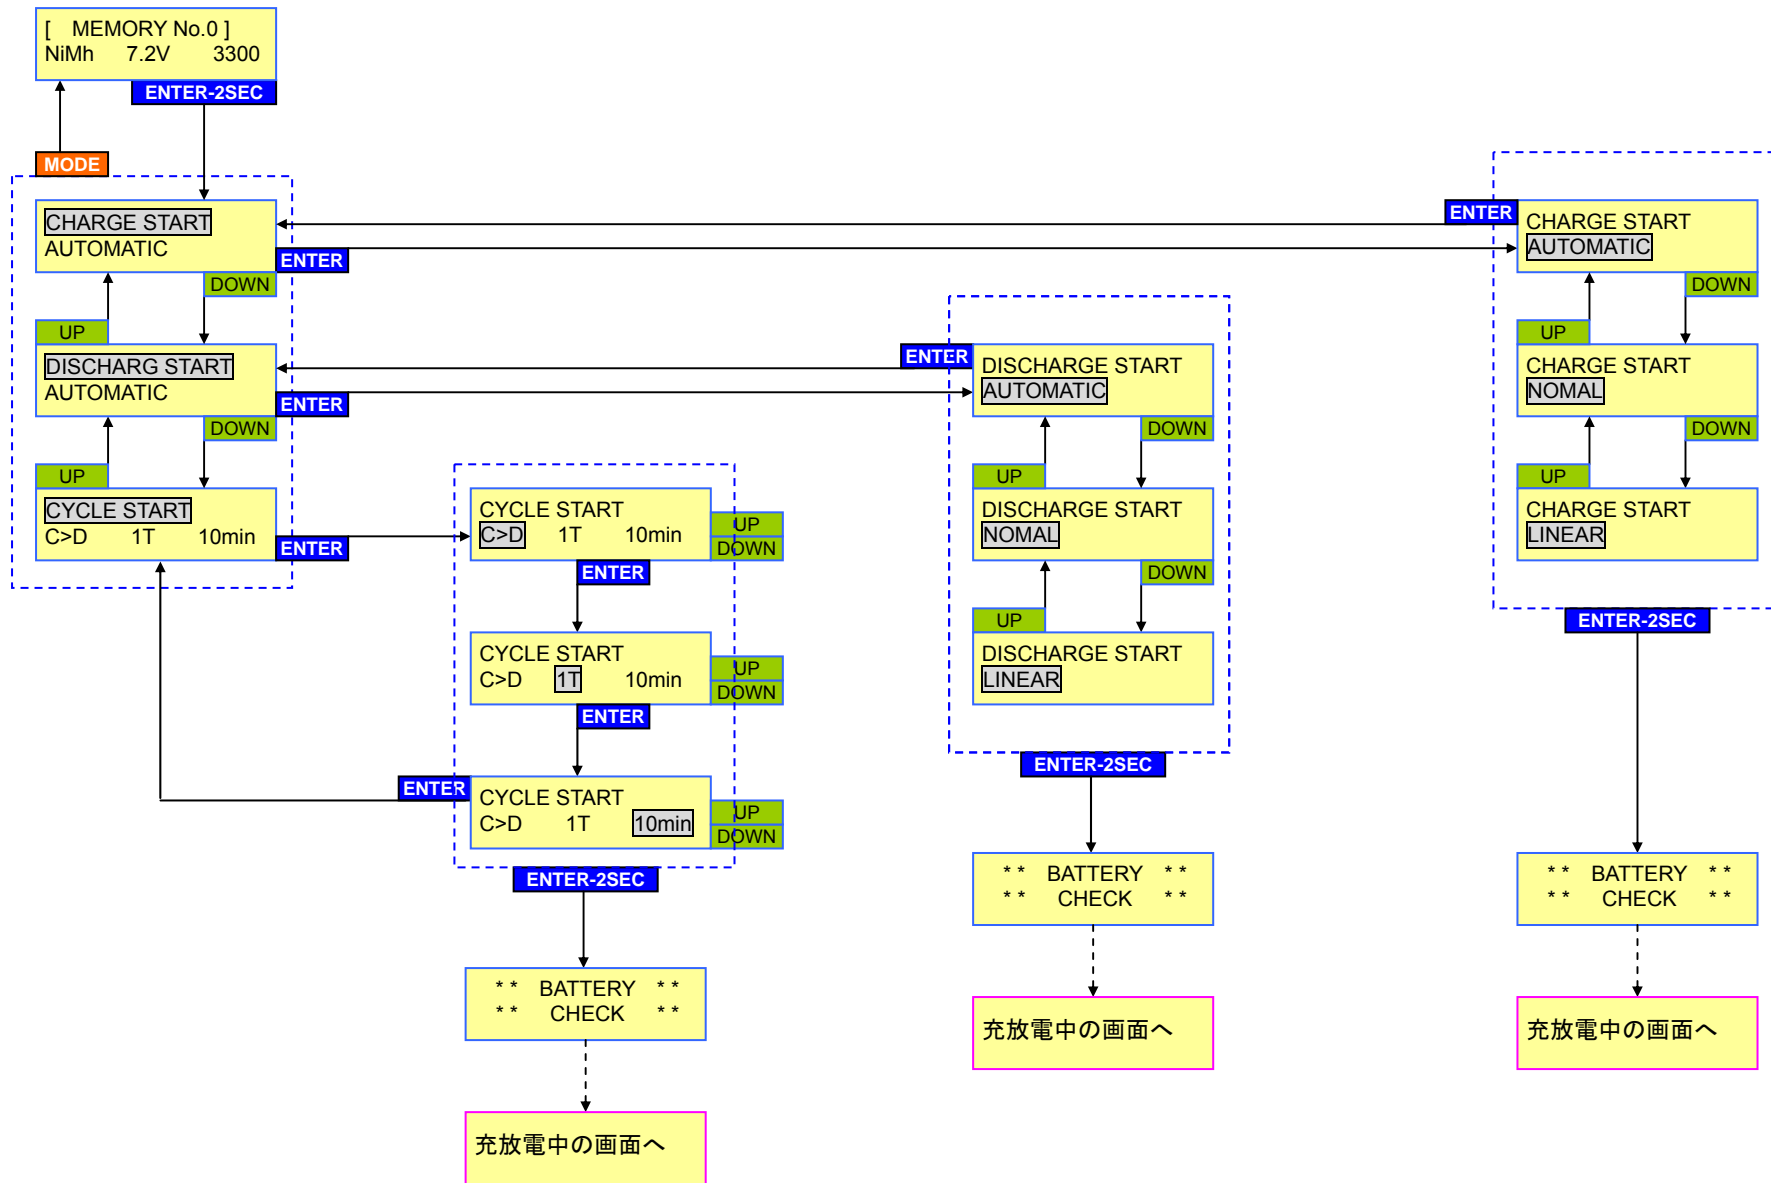 [ MEMORY No.0 ]
NiMh 7.2V 3300
ENTER-2SEC
MODE
CHARGE START
AUTOMATIC
ENTER
DOWN
UP
DISCHARG START
AUTOMATIC
ENTER
DOWN
UP
CYCLE START
C>D 1T 10min
ENTER
CYCLE START
C>D 1T 10min
UP
DOWN
ENTER
CYCLE START
C>D 1T 10min
UP
DOWN
ENTER
ENTER
CYCLE START
C>D 1T 10min
UP
DOWN
ENTER-2SEC
** BATTERY **
** CHECK **
充放電中の画面へ
ENTER
DISCHARGE START
AUTOMATIC
DOWN
UP
DISCHARGE START
NOMAL
DOWN
UP
DISCHARGE START
LINEAR
ENTER-2SEC
** BATTERY **
** CHECK **
充放電中の画面へ
ENTER
CHARGE START
AUTOMATIC
DOWN
UP
CHARGE START
NOMAL
DOWN
UP
CHARGE START
LINEAR
ENTER-2SEC
** BATTERY **
** CHECK **
充放電中の画面へ